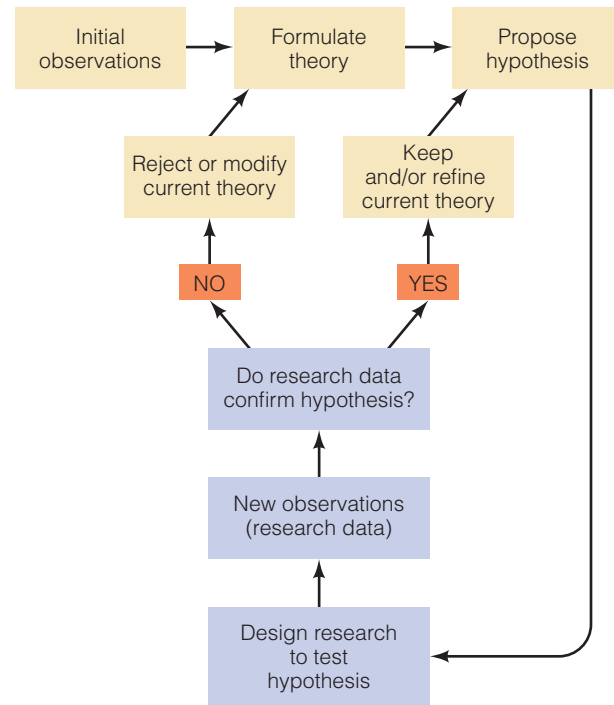 Initial
observations
Formulate
theory
Propose
hypothesis
Reject or modify
current theory
Keep
and/or refine
current theory
NO
YES
Do research data
confirm hypothesis?
New observations
(research data)
Design research
to test
hypothesis